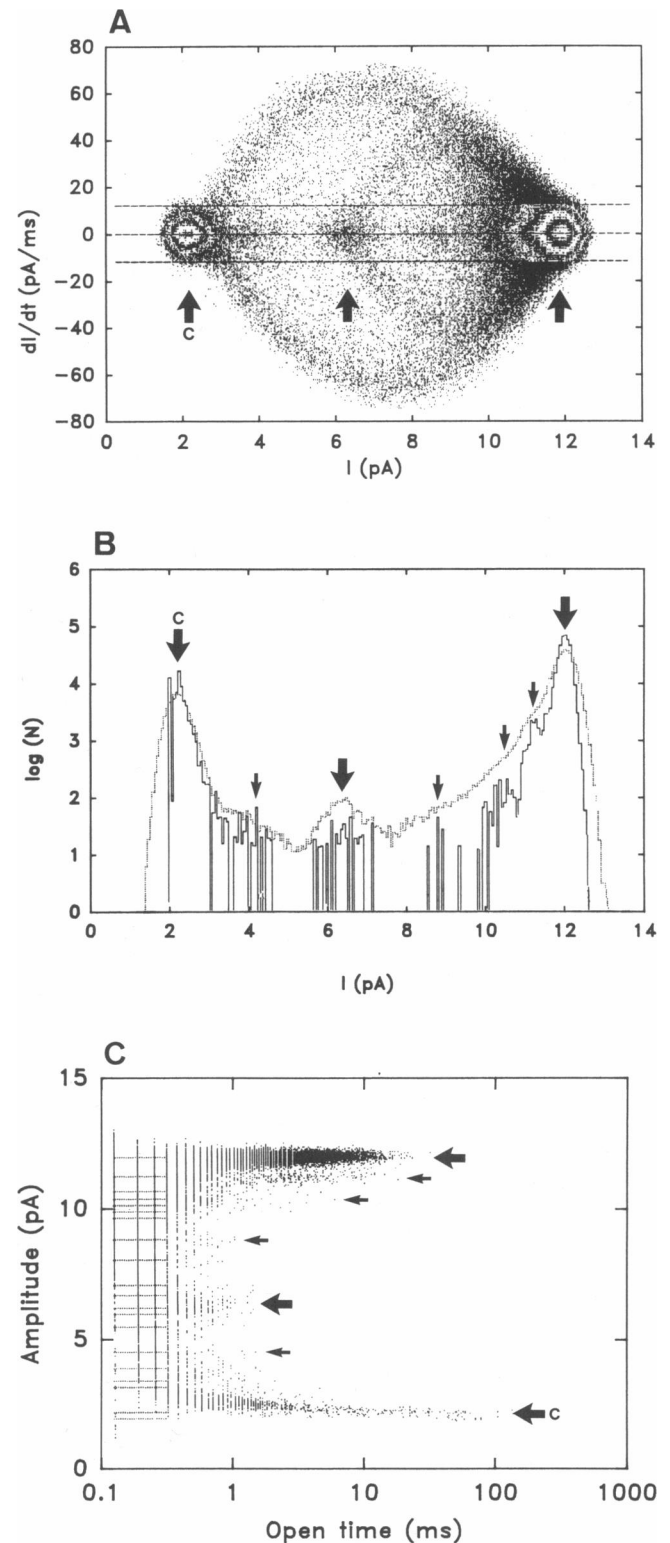 A
dI/dt (pA/ms)
80
60
40
20
0
−20
−40
−60
−80
C
0 2 4 6 8 10 12 14
I (pA)
B
log (N)
6
5
4
3
2
1
0
C
0 2 4 6 8 10 12 14
I (pA)
C
Amplitude (pA)
15
10
5
0
C
0.1 1 10 100 1000
Open time (ms)